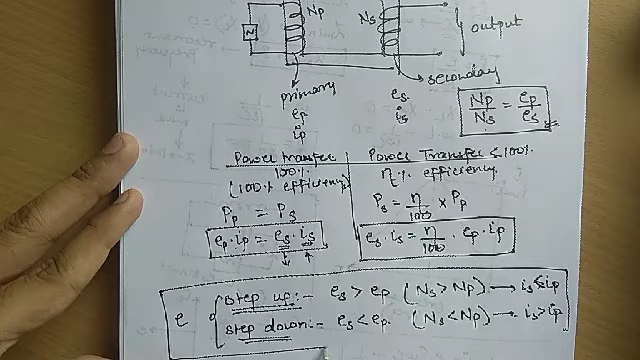 Np
Ns
output
primary
ep
ip
secondary
es
is
Np/Ns = ep/es
Power transfer
100%
(100% efficiency)
Pp = Ps
ep · ip = es · is
Power Transfer < 100%
η% efficiency
Ps = η/100 × Pp
es · is = η/100 · ep · ip
e
step up:- es > ep (Ns > Np) → is < ip
step down:- es < ep (Ns < Np) → is > ip